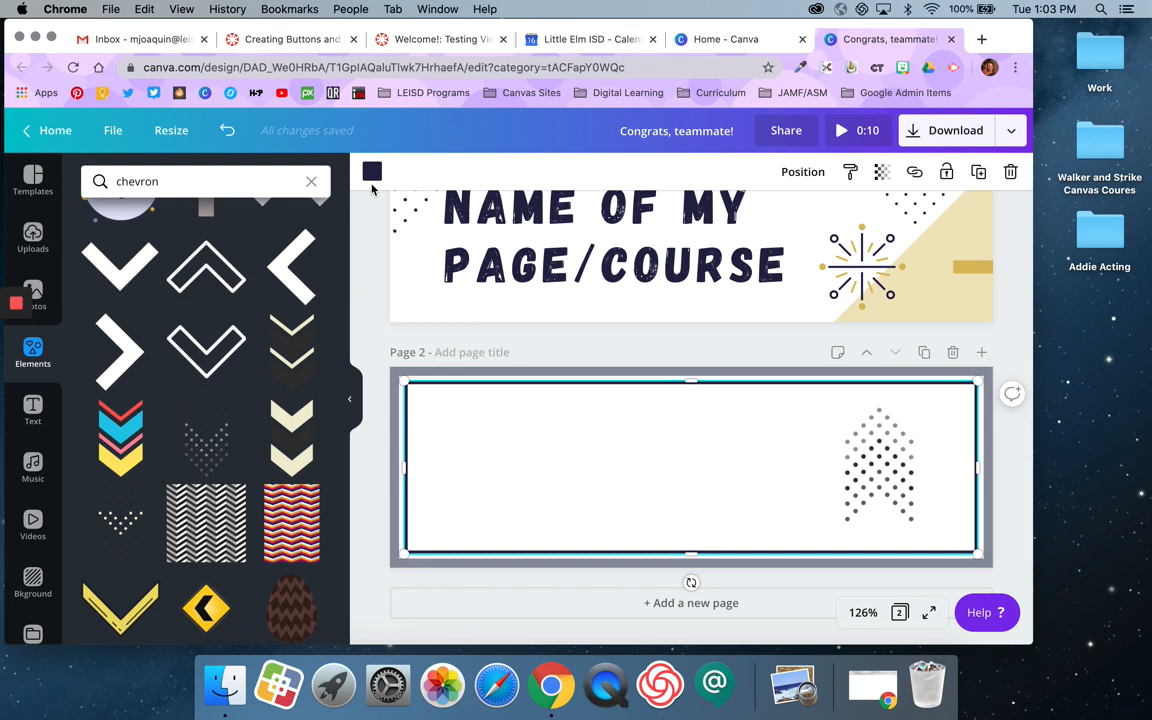 Chrome File Edit View History Bookmarks People Tab Window Help 100% Tue 1:03 PM
Inbox - mjoaquin@leis
Creating Buttons and
Welcome!: Testing Vi
Little Elm ISD - Calen
Home - Canva
Congrats, teammate!
canva.com/design/DAD_We0HRbA/T1GpIAQaluTlwk7HrhaefA/edit?category=tACFapY0WQc
Apps LEISD Programs Canvas Sites Digital Learning Curriculum JAMF/ASM Google Admin Items
Home File Resize All changes saved Congrats, teammate! Share 0:10 Download
chevron
Position
Templates
Uploads
otos
Elements
Text
Music
Videos
Bkground
NAME OF MY
PAGE/COURSE
Page 2 - Add page title
+ Add a new page
126% 2 Help ?
Work
Walker and Strike
Canvas Coures
Addie Acting